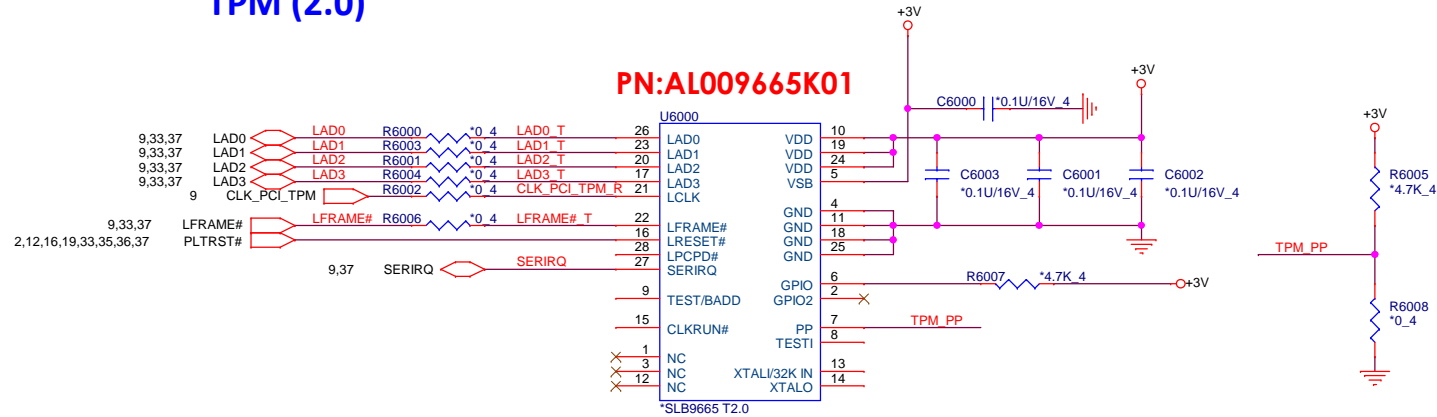 TPM (2.0)
+3V
+3V
PN:AL009665K01
C6000 *0.1U/16V_4
+3V
U6000
9,33,37 LAD0 LAD0 R6000 *0_4 LAD0_T 26 LAD0 VDD 10
9,33,37 LAD1 LAD1 R6003 *0_4 LAD1_T 23 LAD1 VDD 19
9,33,37 LAD2 LAD2 R6001 *0_4 LAD2_T 20 LAD2 VDD 24
9,33,37 LAD3 LAD3 R6004 *0_4 LAD3_T 17 LAD3 VSB 5
9 CLK_PCI_TPM R6002 *0_4 CLK_PCI_TPM_R 21 LCLK
C6003 C6001 C6002
*0.1U/16V_4 *0.1U/16V_4 *0.1U/16V_4
R6005
*4.7K_4
GND 4
9,33,37 LFRAME# LFRAME# R6006 *0_4 LFRAME#_T 22 LFRAME# GND 11
2,12,16,19,33,35,36,37 PLTRST# 16 LRESET# GND 18
28 LPCPD# GND 25
9,37 SERIRQ SERIRQ 27 SERIRQ
TPM_PP
GPIO 6 R6007 *4.7K_4 +3V
9 TEST/BADD GPIO2 2
15 CLKRUN# PP 7 TPM_PP
TESTI 8
R6008
*0_4
1 NC
3 NC XTALI/32K IN 13
12 NC XTALO 14
*SLB9665 T2.0